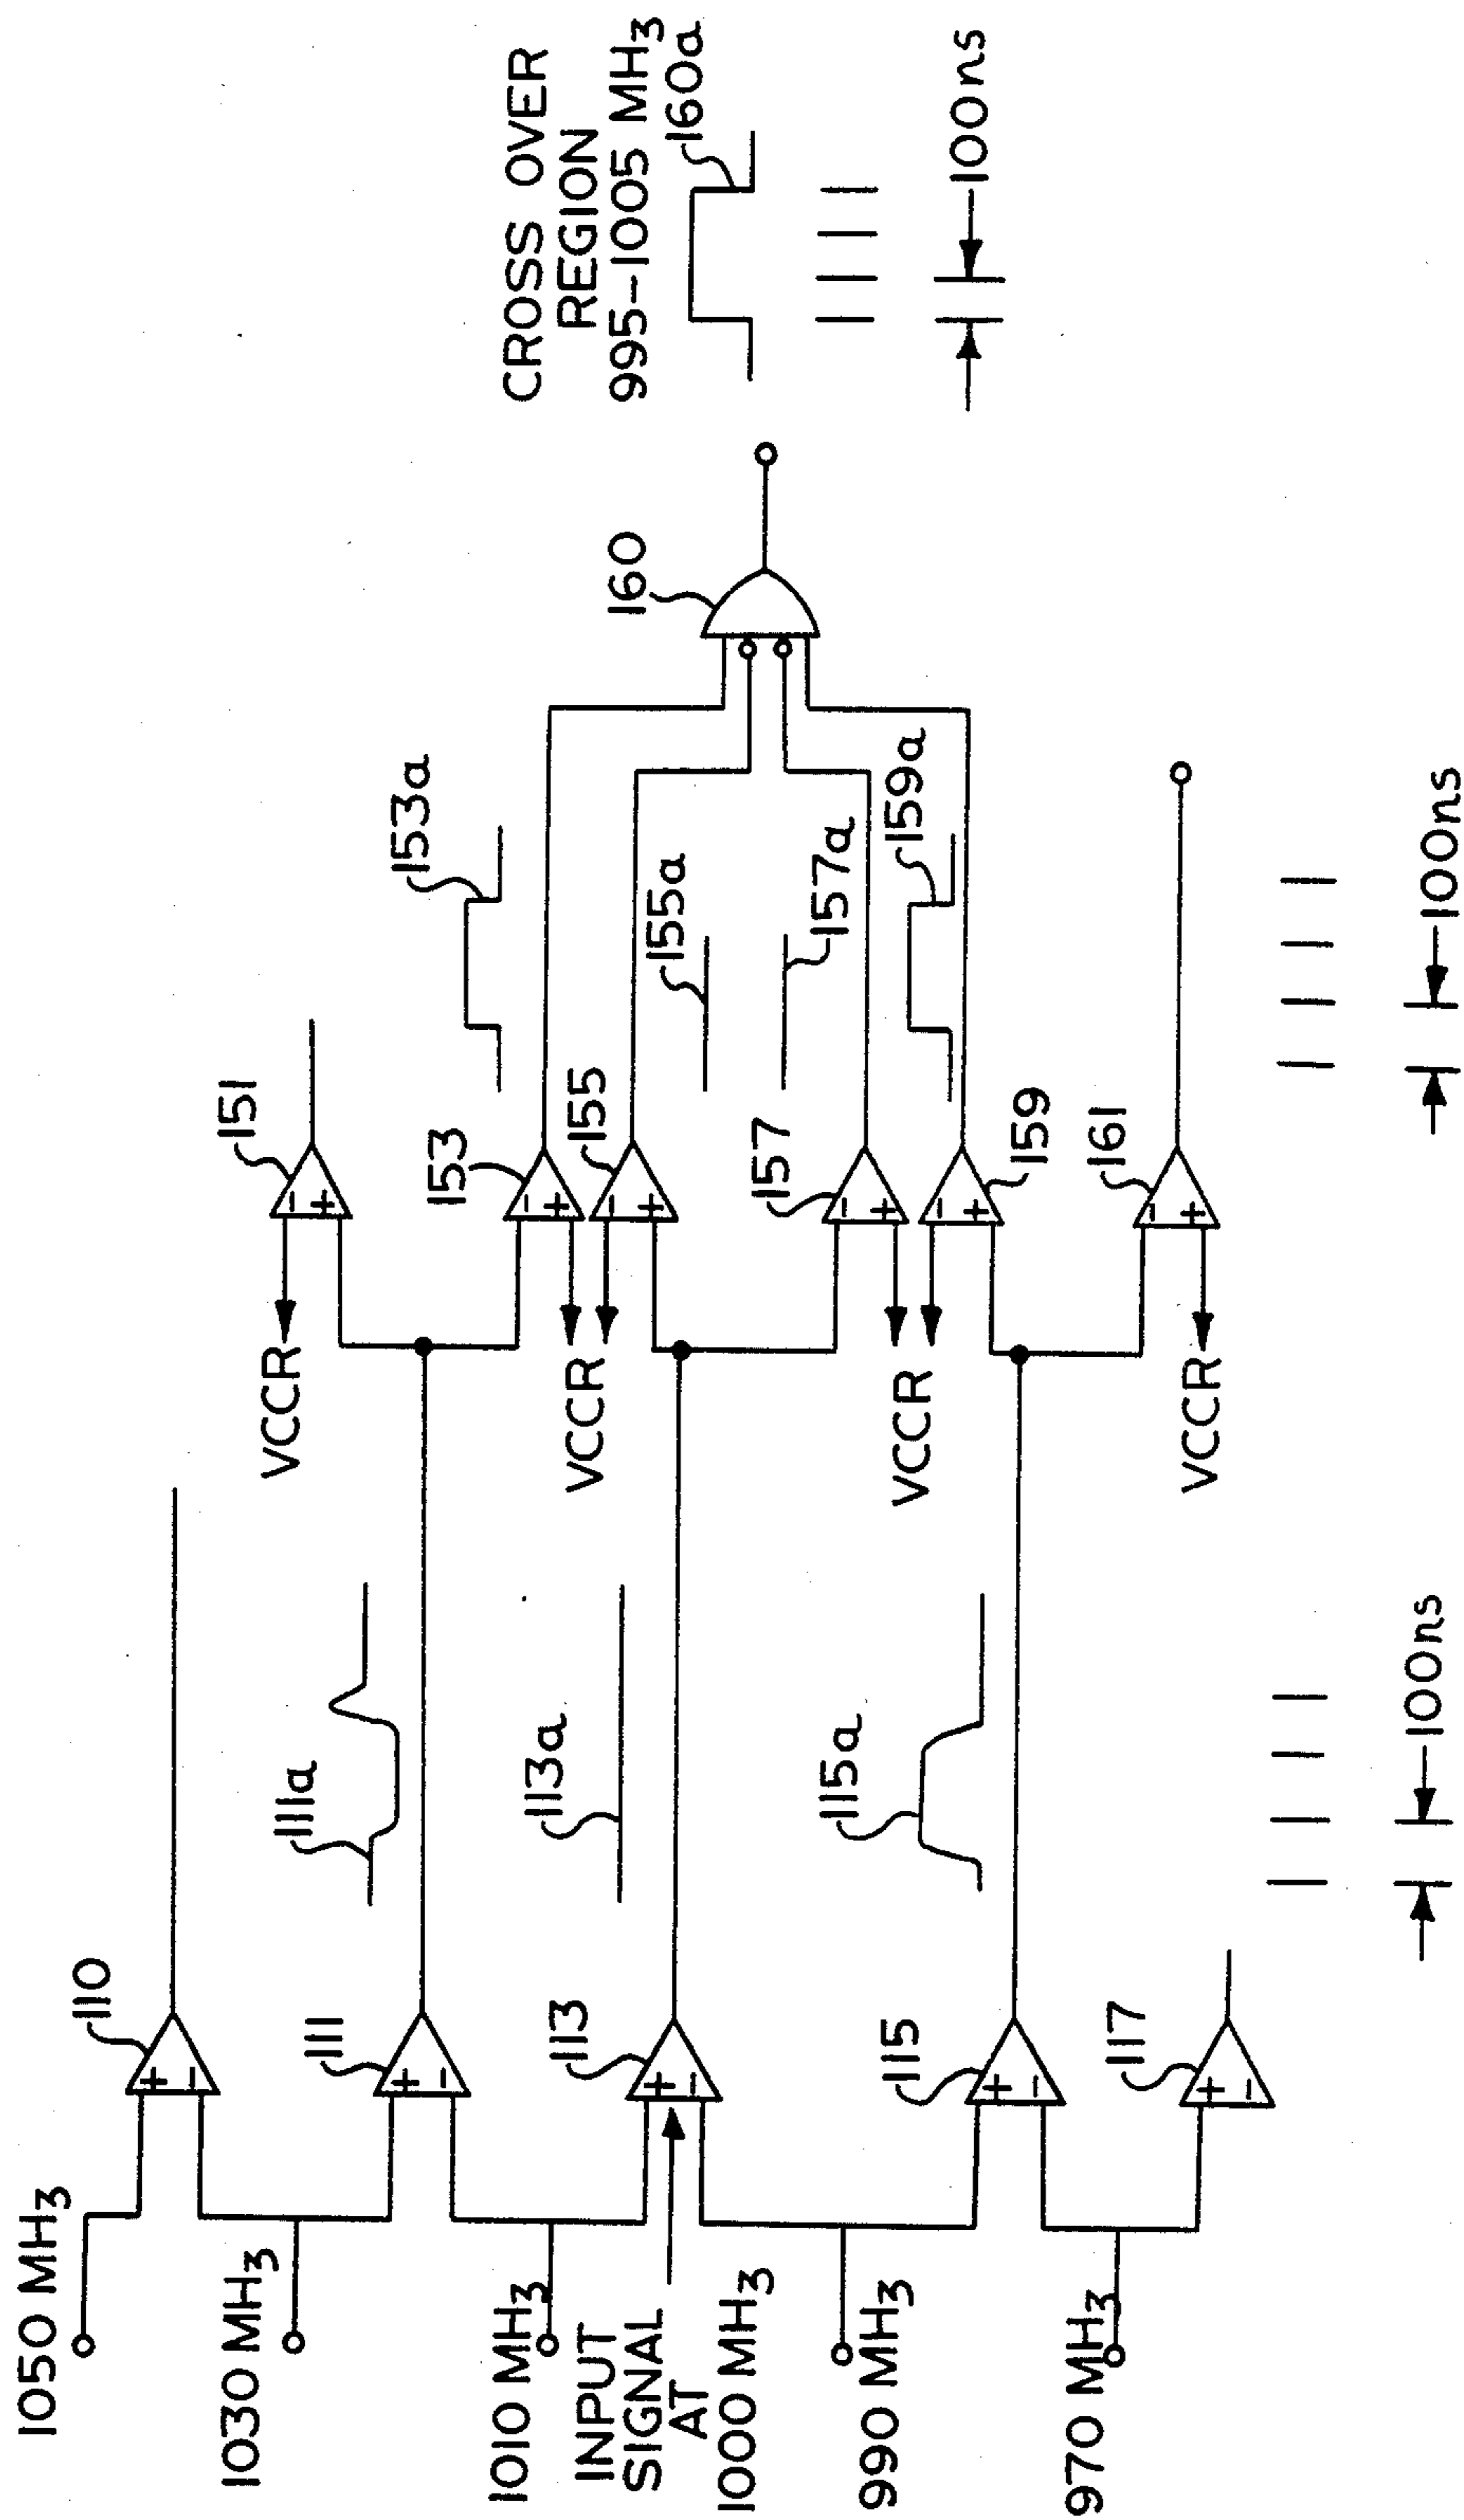 1050 MHz
110
+
−
1030 MHz
111
+
−
111a
VCCR
151
−
+
1010 MHz
INPUT
SIGNAL
AT
1000 MHz
113
+
−
113a
VCCR
153
−
+
153a
155
−
+
155a
160
CROSS OVER
REGION
995-1005 MHz
160a
100ns
990 MHz
115
+
−
115a
VCCR
157
−
+
157a
159
−
+
159a
970 MHz
117
+
−
VCCR
161
−
+
100ns
100ns